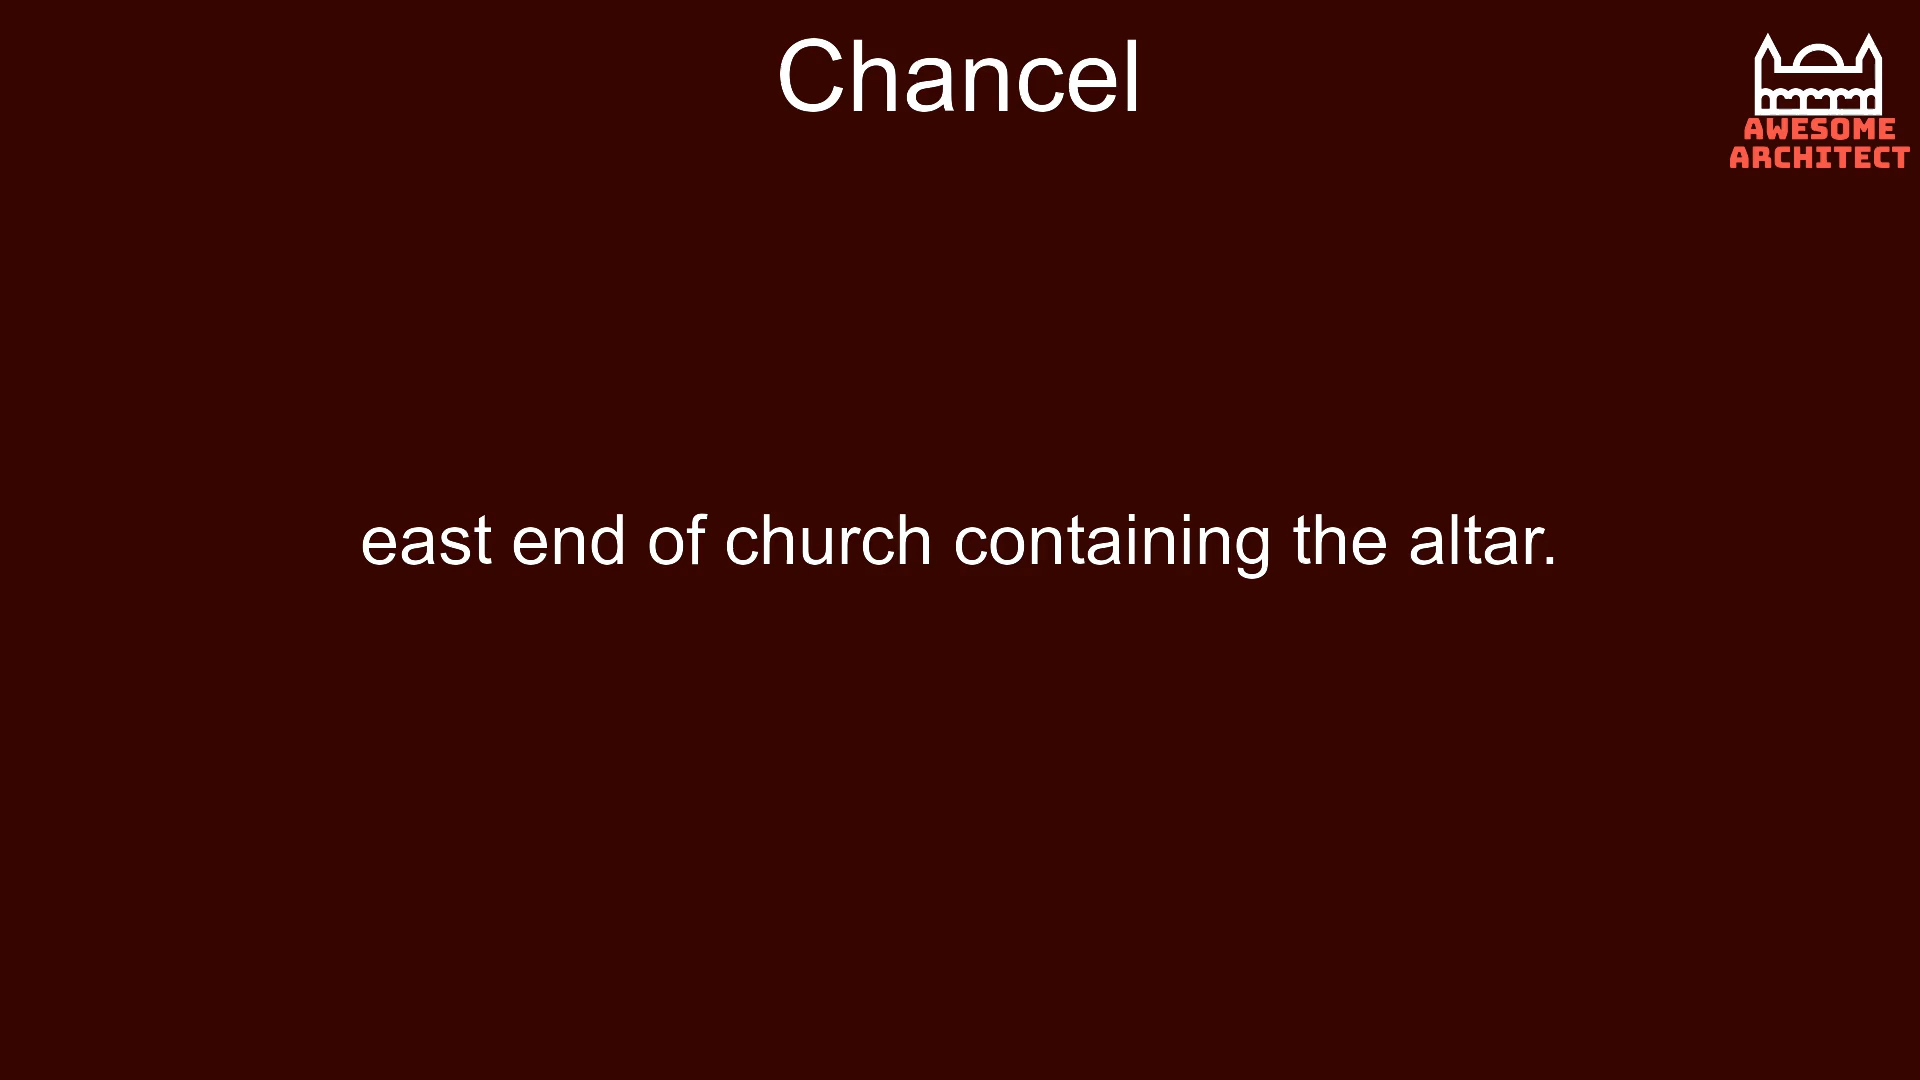 Chancel
AWESOME
ARCHITECT
east end of church containing the altar.